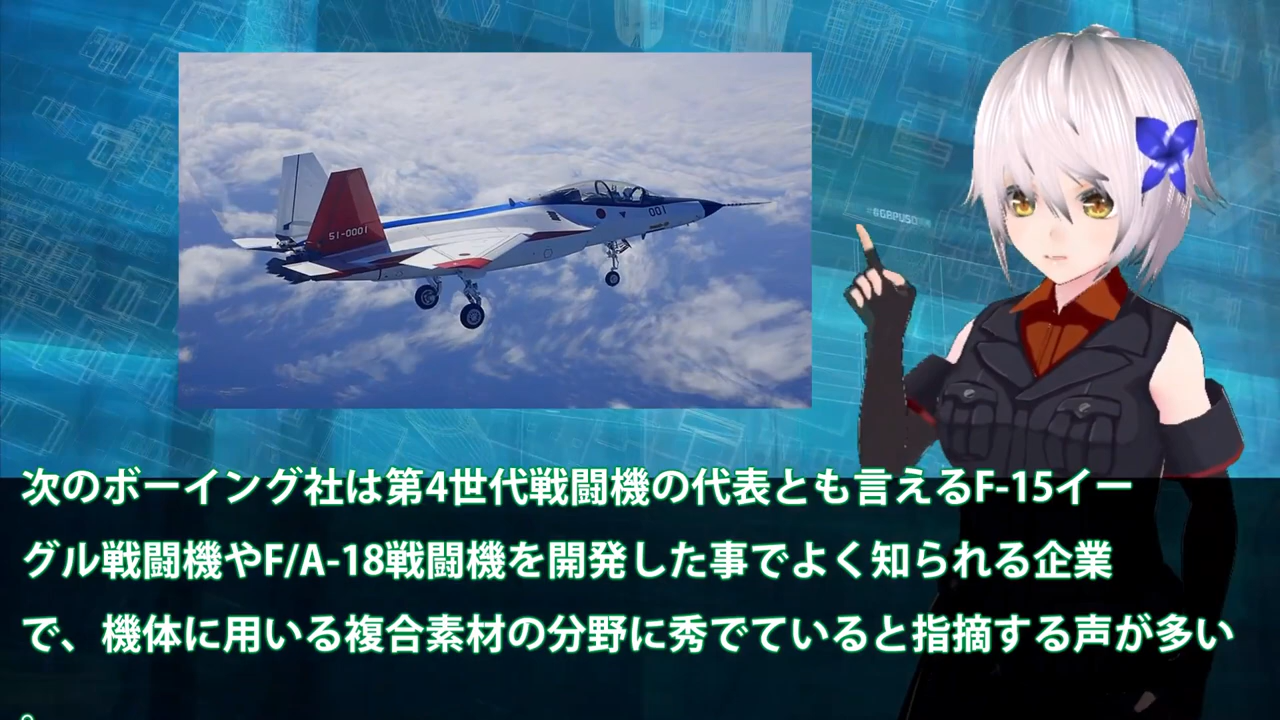 #GBPUSD
001
51-0001
次のボーイング社は第4世代戦闘機の代表とも言えるF-15イー
グル戦闘機やF/A-18戦闘機を開発した事でよく知られる企業
で、機体に用いる複合素材の分野に秀でていると指摘する声が多い
。